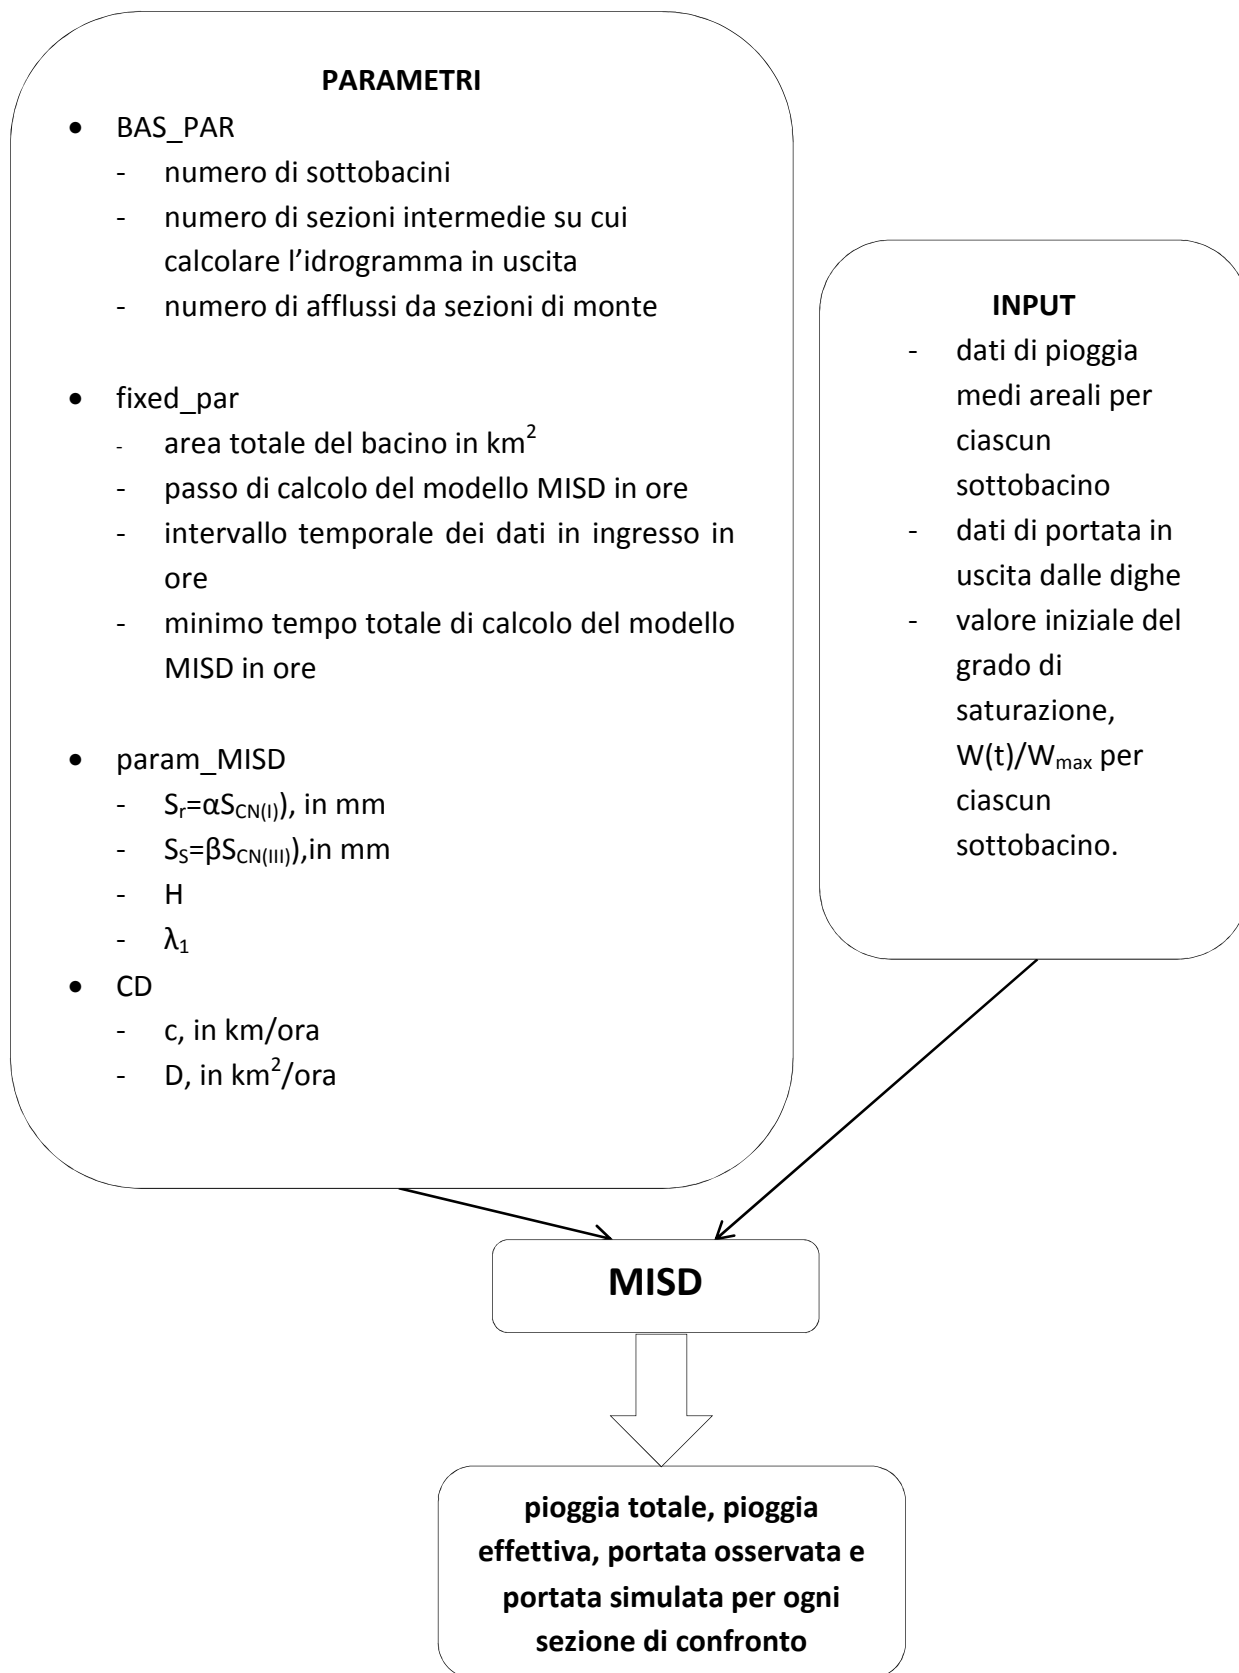 PARAMETRI
• BAS_PAR
- numero di sottobacini
- numero di sezioni intermedie su cui
calcolare l’idrogramma in uscita
- numero di afflussi da sezioni di monte
• fixed_par
- area totale del bacino in km²
- passo di calcolo del modello MISD in ore
- intervallo temporale dei dati in ingresso in
ore
- minimo tempo totale di calcolo del modello
MISD in ore
• param_MISD
- Sr=αSCN(I)), in mm
- SS=βSCN(III)),in mm
- H
- λ₁
• CD
- c, in km/ora
- D, in km²/ora
INPUT
- dati di pioggia
medi areali per
ciascun
sottobacino
- dati di portata in
uscita dalle dighe
- valore iniziale del
grado di
saturazione,
W(t)/Wmax per
ciascun
sottobacino.
MISD
pioggia totale, pioggia
effettiva, portata osservata e
portata simulata per ogni
sezione di confronto